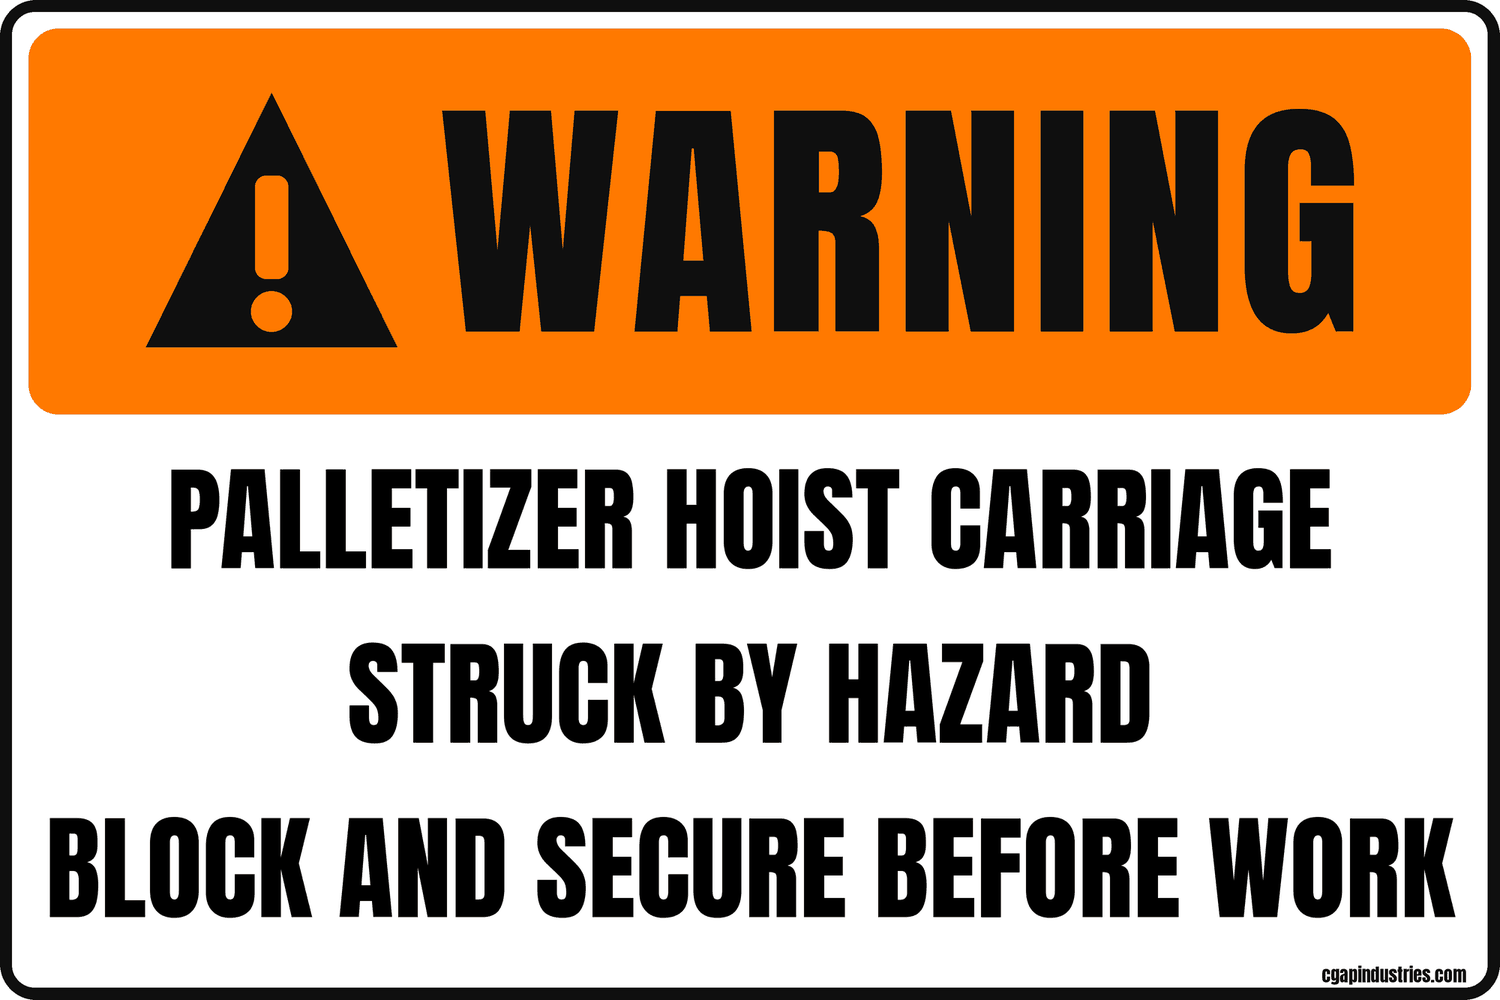 WARNING
PALLETIZER HOIST CARRIAGE
STRUCK BY HAZARD
BLOCK AND SECURE BEFORE WORK
cgapindustries.com